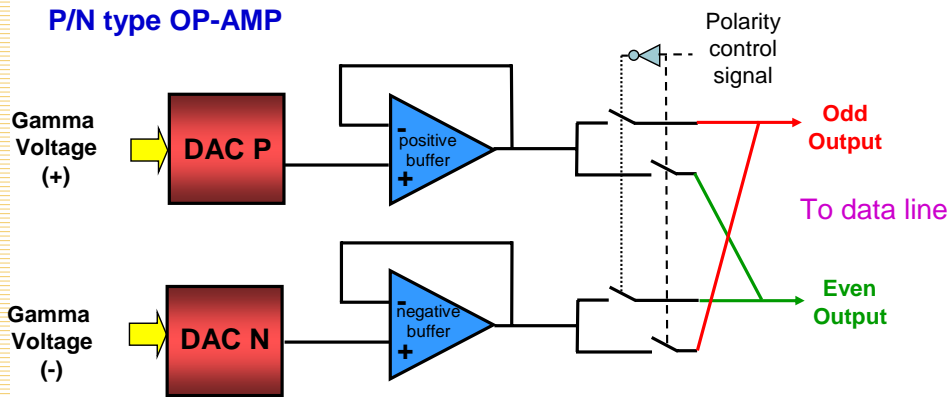 P/N type OP-AMP
Polarity
control
signal
Gamma
Voltage
(+)
DAC P
-
positive
buffer
+
Odd
Output
To data line
Gamma
Voltage
(-)
DAC N
-
negative
buffer
+
Even
Output